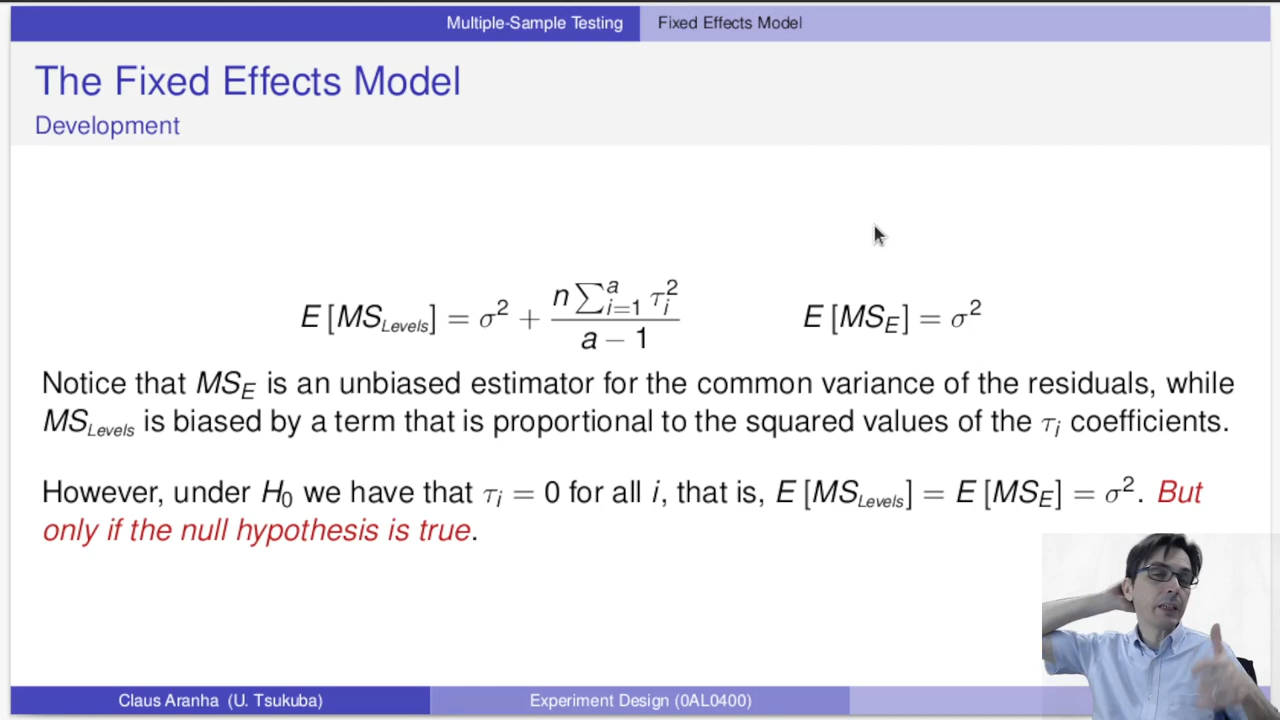 Multiple-Sample Testing Fixed Effects Model
The Fixed Effects Model
Development
E [MS_Levels] = σ² + \frac{n \sum_{i=1}^{a} τ_i^2}{a − 1} E [MS_E] = σ²
Notice that MS_E is an unbiased estimator for the common variance of the residuals, while
MS_Levels is biased by a term that is proportional to the squared values of the τ_i coefficients.
However, under H_0 we have that τ_i = 0 for all i, that is, E [MS_Levels] = E [MS_E] = σ². But
only if the null hypothesis is true.
Claus Aranha (U. Tsukuba) Experiment Design (0AL0400)